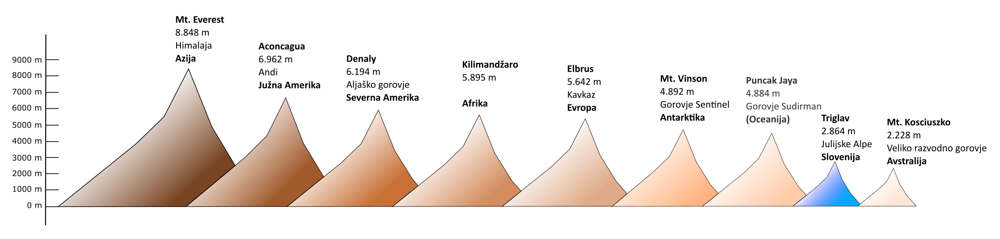 Mt. Everest
8.848 m
Himalaja
Azija
Aconcagua
6.962 m
Andi
Južna Amerika
Denaly
6.194 m
Aljaško gorovje
Severna Amerika
Kilimandžaro
5.895 m
Afrika
Elbrus
5.642 m
Kavkaz
Evropa
Mt. Vinson
4.892 m
Gorovje Sentinel
Antarktika
Puncak Jaya
4.884 m
Gorovje Sudirman
(Oceanija)
Triglav
2.864 m
Julijske Alpe
Slovenija
Mt. Kosciuszko
2.228 m
Veliko razvodno gorovje
Avstralija
9000 m
8000 m
7000 m
6000 m
5000 m
4000 m
3000 m
2000 m
1000 m
0 m